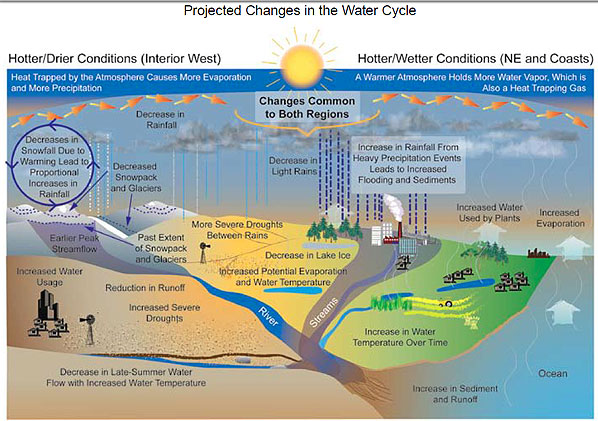 Projected Changes in the Water Cycle
Hotter/Drier Conditions (Interior West)
Hotter/Wetter Conditions (NE and Coasts)
Heat Trapped by the Atmosphere Causes More Evaporation
and More Precipitation
A Warmer Atmosphere Holds More Water Vapor, Which is
Also a Heat Trapping Gas
Changes Common
to Both Regions
Decrease in
Rainfall
Decreases in
Snowfall Due to
Warming Lead to
Proportional
Increases in
Rainfall
Decreased
Snowpack
and Glaciers
Decrease in
Light Rains
Increase in Rainfall From
Heavy Precipitation Events
Leads to Increased
Flooding and Sediments
Increased Water
Used by Plants
Increased
Evaporation
More Severe Droughts
Between Rains
Earlier Peak
Streamflow
Past Extent
of Snowpack
and Glaciers
Decrease in Lake Ice
Increased Potential Evaporation
and Water Temperature
Increased Water
Usage
Reduction in Runoff
Increased Severe
Droughts
River
Streams
Increase in Water
Temperature Over Time
Decrease in Late-Summer Water
Flow with Increased Water Temperature
Ocean
Increase in Sediment
and Runoff